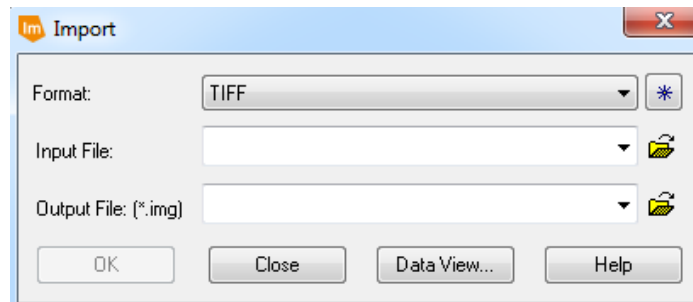 Im Import
Format: TIFF
Input File:
Output File: (*.img)
OK Close Data View... Help